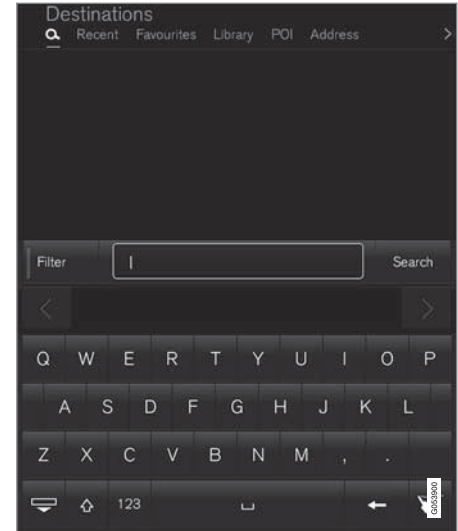 Destinations
Recent Favourites Library POI Address >
Filter Search
< >
Q W E R T Y U I O P
A S D F G H J K L
Z X C V B N M , .
123
G053900